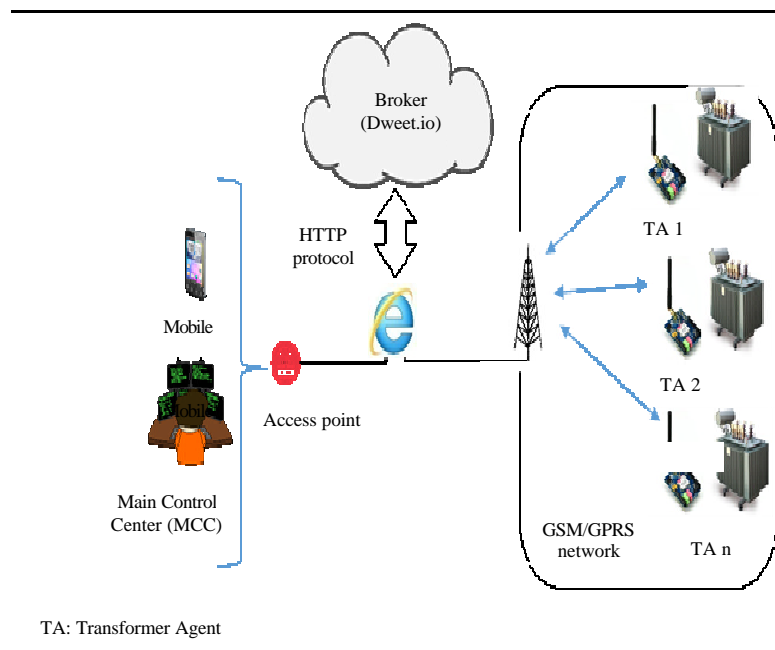 Broker
(Dweet.io)
HTTP
protocol
TA 1
Mobile
Mobile
TA 2
Access point
Main Control
Center (MCC)
GSM/GPRS
network
TA n
TA: Transformer Agent